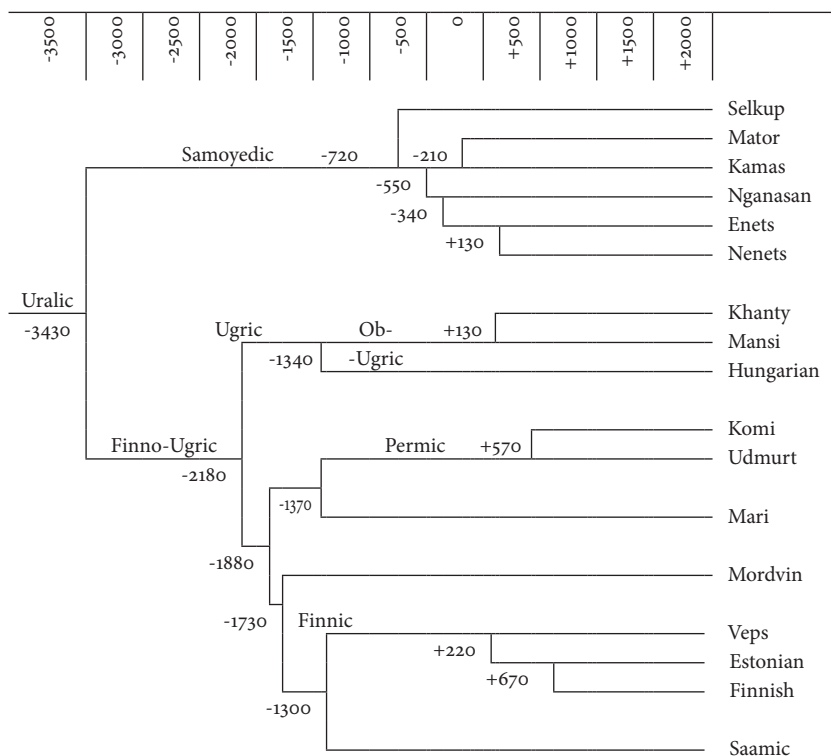 -3500 -3000 -2500 -2000 -1500 -1000 -500 0 +500 +1000 +1500 +2000
Selkup
Mator
Samoyedic -720 -210 Kamas
-550 Nganasan
-340 Enets
+130 Nenets
Uralic Khanty
-3430 Ugric Ob- +130 Mansi
-1340 -Ugric Hungarian
Komi
Finno-Ugric Permic +570 Udmurt
-2180
-1370 Mari
-1880 Mordvin
-1730 Finnic Veps
+220 Estonian
+670 Finnish
-1300
Saamic